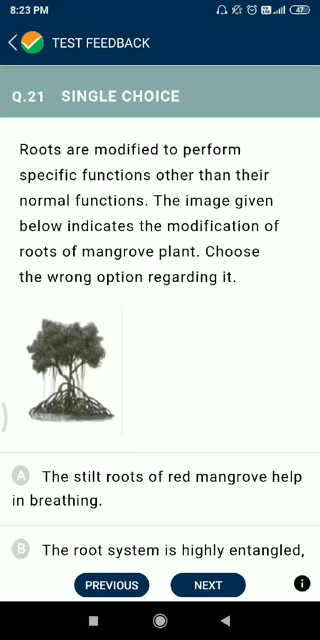 8:23 PM
47
TEST FEEDBACK
Q.21 SINGLE CHOICE
Roots are modified to perform
specific functions other than their
normal functions. The image given
below indicates the modification of
roots of mangrove plant. Choose
the wrong option regarding it.
A The stilt roots of red mangrove help
in breathing.
B The root system is highly entangled,
PREVIOUS NEXT